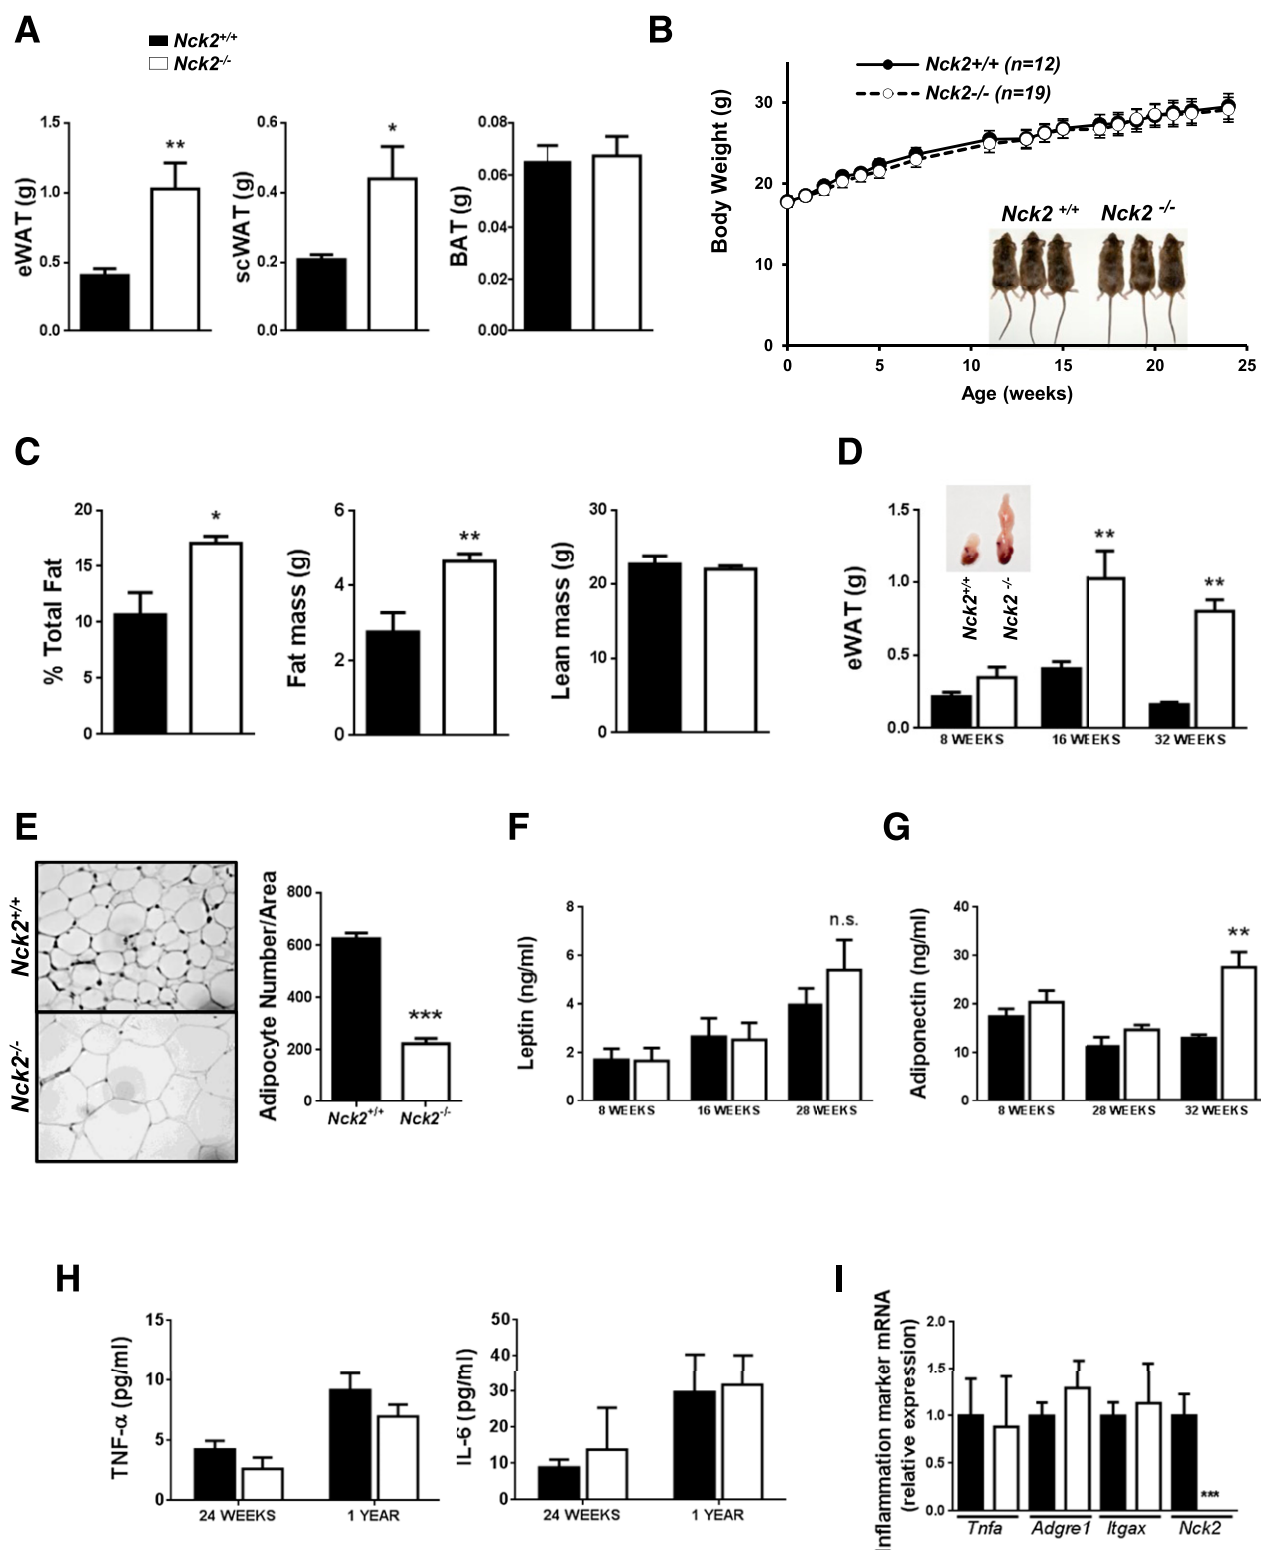 A
Nck2+/+
Nck2-/-
eWAT (g)
1.5
1.0
0.5
0.0
**
scWAT (g)
0.6
0.4
0.2
0.0
*
BAT (g)
0.08
0.06
0.04
0.02
0.00
B
Nck2+/+ (n=12)
Nck2-/- (n=19)
Body Weight (g)
30
20
10
0
Nck2 +/+ Nck2 -/-
0 5 10 15 20 25
Age (weeks)
C
% Total Fat
20
15
10
5
0
*
Fat mass (g)
6
4
2
0
**
Lean mass (g)
30
20
10
0
D
eWAT (g)
1.5
1.0
0.5
0.0
Nck2+/+
Nck2 -/-
**
**
8 WEEKS 16 WEEKS 32 WEEKS
E
Nck2+/+
Nck2-/-
Adipocyte Number/Area
800
600
400
200
0
***
Nck2+/+ Nck2-/-
F
Leptin (ng/ml)
8
6
4
2
0
n.s.
8 WEEKS 16 WEEKS 28 WEEKS
G
Adiponectin (ng/ml)
40
30
20
10
0
**
8 WEEKS 28 WEEKS 32 WEEKS
H
TNF-α (pg/ml)
15
10
5
0
24 WEEKS 1 YEAR
IL-6 (pg/ml)
50
40
30
20
10
0
24 WEEKS 1 YEAR
I
Inflammation marker mRNA
(relative expression)
2.0
1.5
1.0
0.5
0.0
***
Tnfa Adgre1 Itgax Nck2